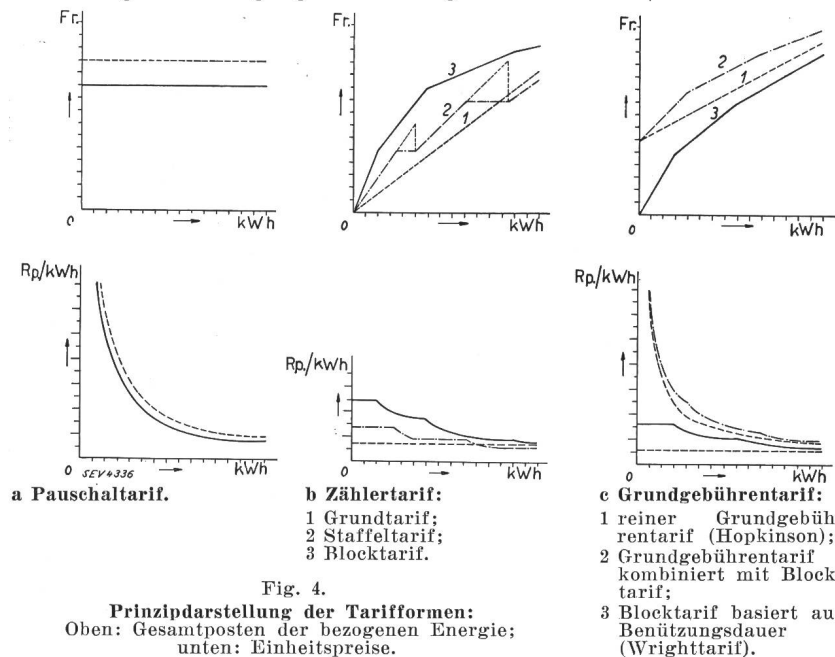 Fr.
0
kWh
Fr.
3
2
1
0
kWh
Fr.
2
1
3
0
kWh
Rp/kWh
0
SEV4336
kWh
Rp./kWh
0
kWh
Rp/kWh
0
kWh
a Pauschaltarif.
b Zählertarif:
1 Grundtarif;
2 Staffeltarif;
3 Blocktarif.
c Grundgebührentarif:
1 reiner Grundgebüh
rentarif (Hopkinson);
2 Grundgebührentarif
kombiniert mit Block
tarif;
3 Blocktarif basiert au
Benützungsdauer
(Wrighttarif).
Fig. 4.
Prinzipdarstellung der Tarifformen:
Oben: Gesamtposten der bezogenen Energie;
unten: Einheitspreise.